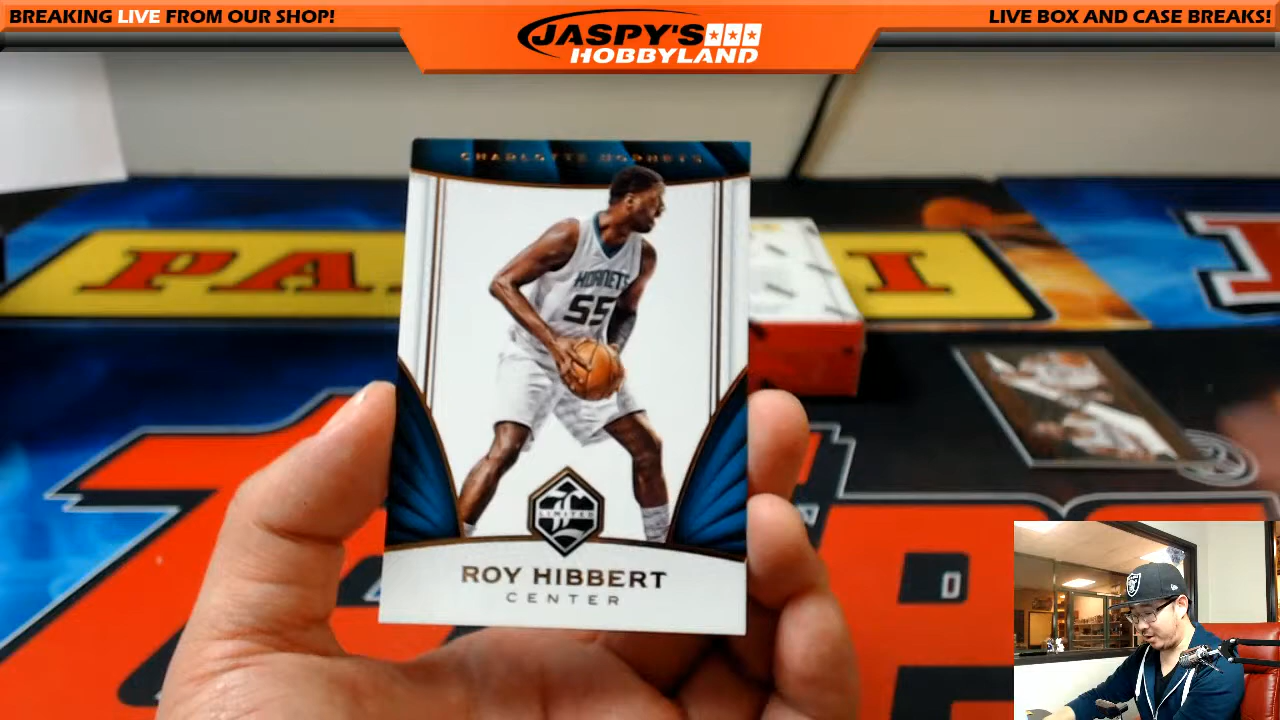 BREAKING LIVE FROM OUR SHOP!
JASPY'S
HOBBYLAND
LIVE BOX AND CASE BREAKS!
CHARLOTTE HORNETS
HORNETS
55
LIMITED
ROY HIBBERT
CENTER